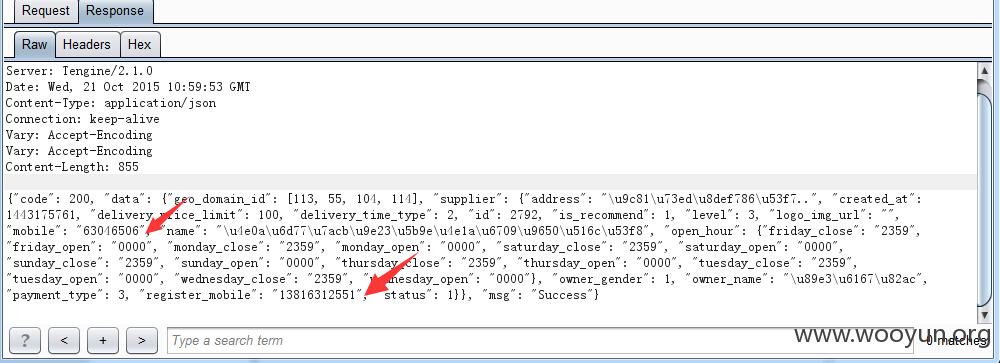 Request Response
Raw Headers Hex
Server: Tengine/2.1.0
Date: Wed, 21 Oct 2015 10:59:53 GMT
Content-Type: application/json
Connection: keep-alive
Vary: Accept-Encoding
Vary: Accept-Encoding
Content-Length: 855
{"code": 200, "data": {"geo_domain_id": [113, 55, 104, 114], "supplier": {"address": "\u9c81\u73ed\u8def786\u53f7..", "created_at":
1443175761, "delivery_price_limit": 100, "delivery_time_type": 2, "id": 2792, "is_recommend": 1, "level": 3, "logo_img_url": "",
"mobile": "63046506", "name": "\u4e0a\u6d77\u7acb\u9e23\u5b9e\u4e1a\u6709\u9650\u516c\u53f8", "open_hour": {"friday_close": "2359",
"friday_open": "0000", "monday_close": "2359", "monday_open": "0000", "saturday_close": "2359", "saturday_open": "0000",
"sunday_close": "2359", "sunday_open": "0000", "thursday_close": "2359", "thursday_open": "0000", "tuesday_close": "2359",
"tuesday_open": "0000", "wednesday_close": "2359", "wednesday_open": "0000"}, "owner_gender": 1, "owner_name": "\u89e3\u6167\u82ac",
"payment_type": 3, "register_mobile": "13816312551", "status": 1}}, "msg": "Success"}
? < + > Type a search term 0 matches
www.wooyun.org